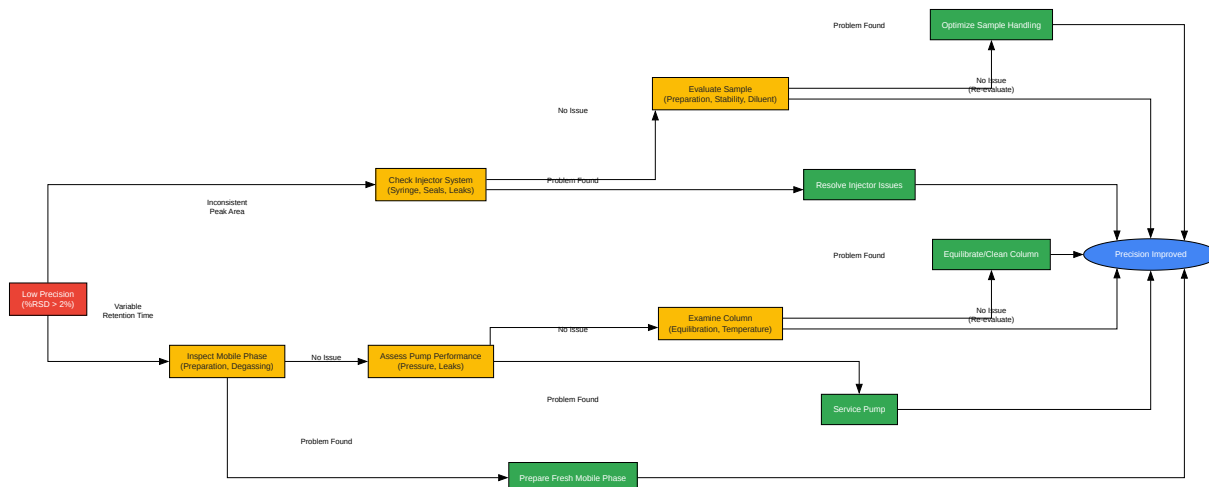 Problem Found
Optimize Sample Handling
Evaluate Sample
(Preparation, Stability, Diluent)
No Issue
(Re-evaluate)
No Issue
Check Injector System
(Syringe, Seals, Leaks)
Problem Found
Resolve Injector Issues
Inconsistent
Peak Area
Problem Found
Equilibrate/Clean Column
Precision Improved
Low Precision
(%RSD > 2%)
Variable
Retention Time
Examine Column
(Equilibration, Temperature)
No Issue
(Re-evaluate)
No Issue
Inspect Mobile Phase
(Preparation, Degassing)
No Issue
Assess Pump Performance
(Pressure, Leaks)
Problem Found
Service Pump
Problem Found
Prepare Fresh Mobile Phase